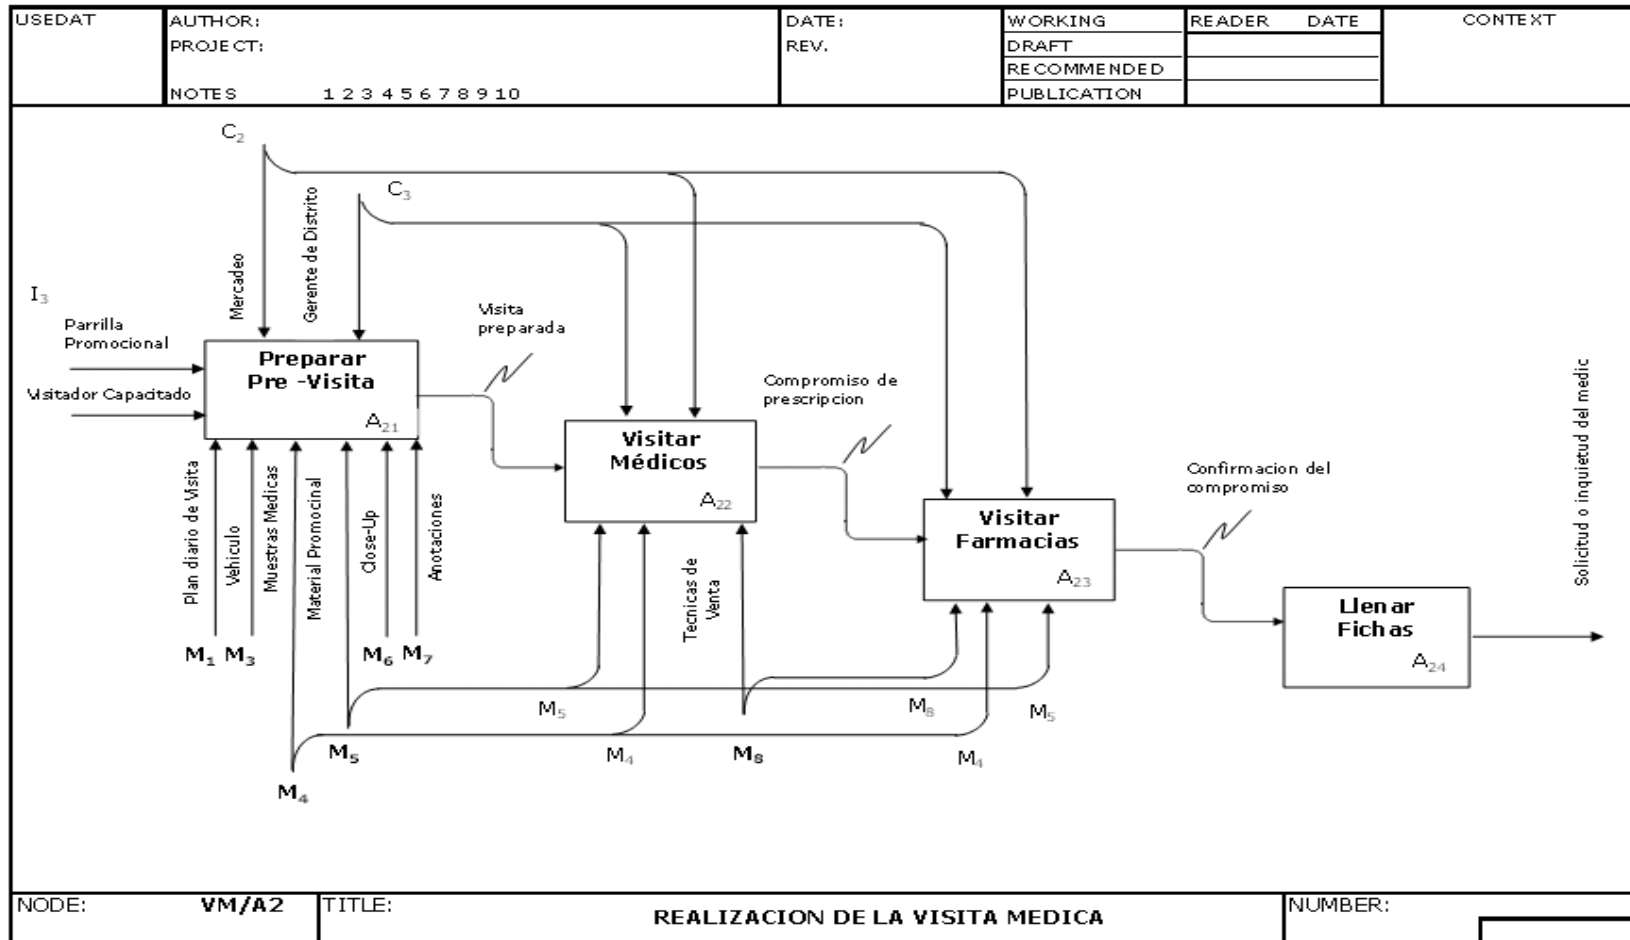 USEDAT
AUTHOR:
PROJECT:
NOTES 1 2 3 4 5 6 7 8 9 10
DATE:
REV.
WORKING
DRAFT
RECOMMENDED
PUBLICATION
READER DATE
CONTEXT
C2
C3
Mercadeo
Gerente de Distrito
I3
Parrilla
Promocional
Visitador Capacitado
Preparar
Pre -Visita
A21
Visita
preparada
Plan diario de Visita
Vehiculo
Muestras Medicas
Material Promocinal
Close-Up
Anotaciones
M1 M3
M6 M7
M5
M4
Visitar
Médicos
A22
Compromiso de
prescripcion
Tecnicas de
Venta
M5
M4
M8
Visitar
Farmacias
A23
M8
M5
M4
Confirmacion del
compromiso
Llenar
Fichas
A24
Solicitud o inquietud del medic
NODE: VM/A2
TITLE: REALIZACION DE LA VISITA MEDICA
NUMBER: